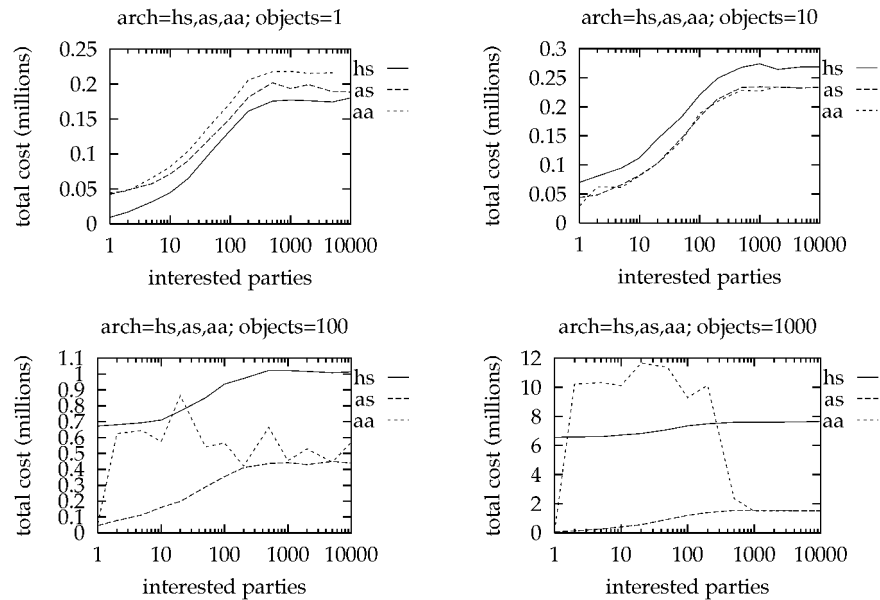 arch=hs,as,aa; objects=1
total cost (millions)
0.25
0.2
0.15
0.1
0.05
0
1 10 100 1000 10000
interested parties
hs
as
aa
arch=hs,as,aa; objects=10
total cost (millions)
0.3
0.25
0.2
0.15
0.1
0.05
0
1 10 100 1000 10000
interested parties
hs
as
aa
arch=hs,as,aa; objects=100
total cost (millions)
1.1
1
0.9
0.8
0.7
0.6
0.5
0.4
0.3
0.2
0.1
0
1 10 100 1000 10000
interested parties
hs
as
aa
arch=hs,as,aa; objects=1000
total cost (millions)
12
10
8
6
4
2
0
1 10 100 1000 10000
interested parties
hs
as
aa